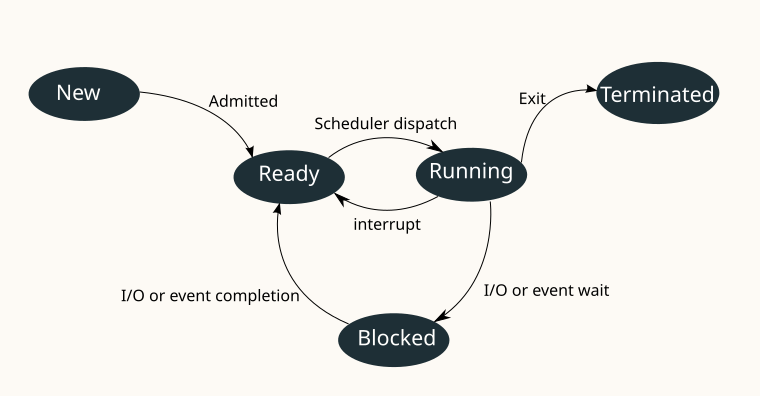 New
Admitted
Exit
Terminated
Scheduler dispatch
Ready
Running
interrupt
I/O or event completion
I/O or event wait
Blocked